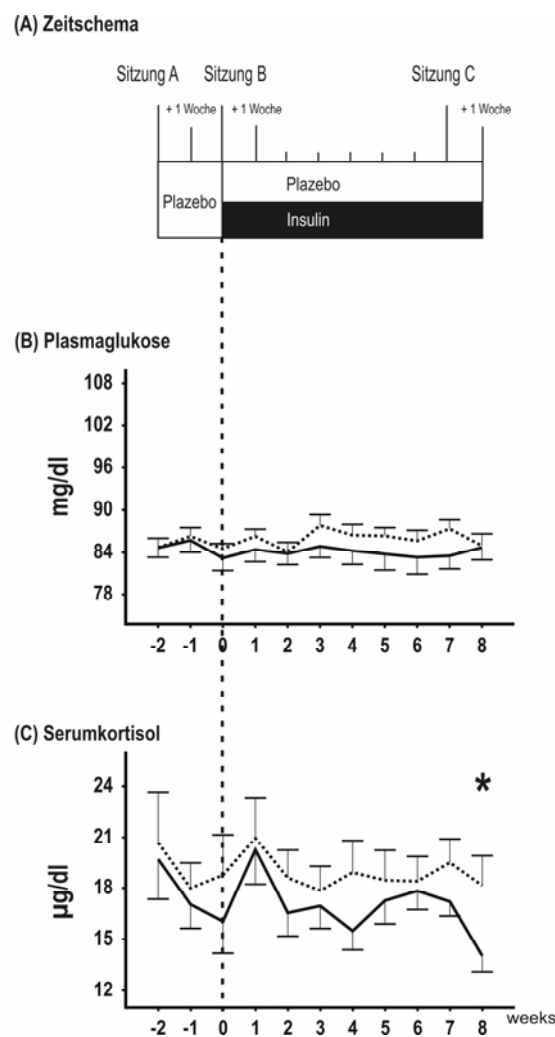 (A) Zeitschema
Sitzung A Sitzung B Sitzung C
+ 1 Woche + 1 Woche + 1 Woche
Plazebo
Plazebo
Insulin
(B) Plasmaglukose
mg/dl
108
102
96
90
84
78
-2 -1 0 1 2 3 4 5 6 7 8
(C) Serumkortisol
µg/dl
24
21
18
15
12
*
-2 -1 0 1 2 3 4 5 6 7 8 weeks